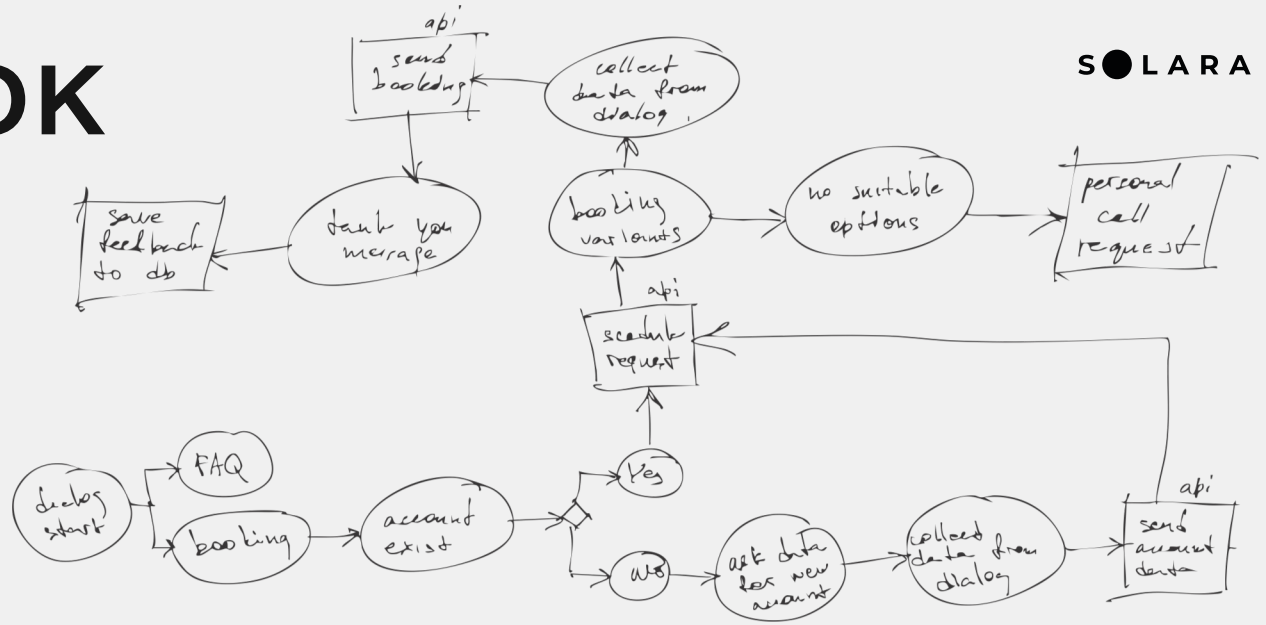 OK
SOLARA
api
send
booking
collect
data from
dialog
save
feedback
to db
tank you
message
booking
variants
no suitable
options
personal
call
request
api
request
dialog
start
FAQ
booking
account
exist
Yes
NO
ask data
for new
account
collect
data from
dialog
api
send
account
data